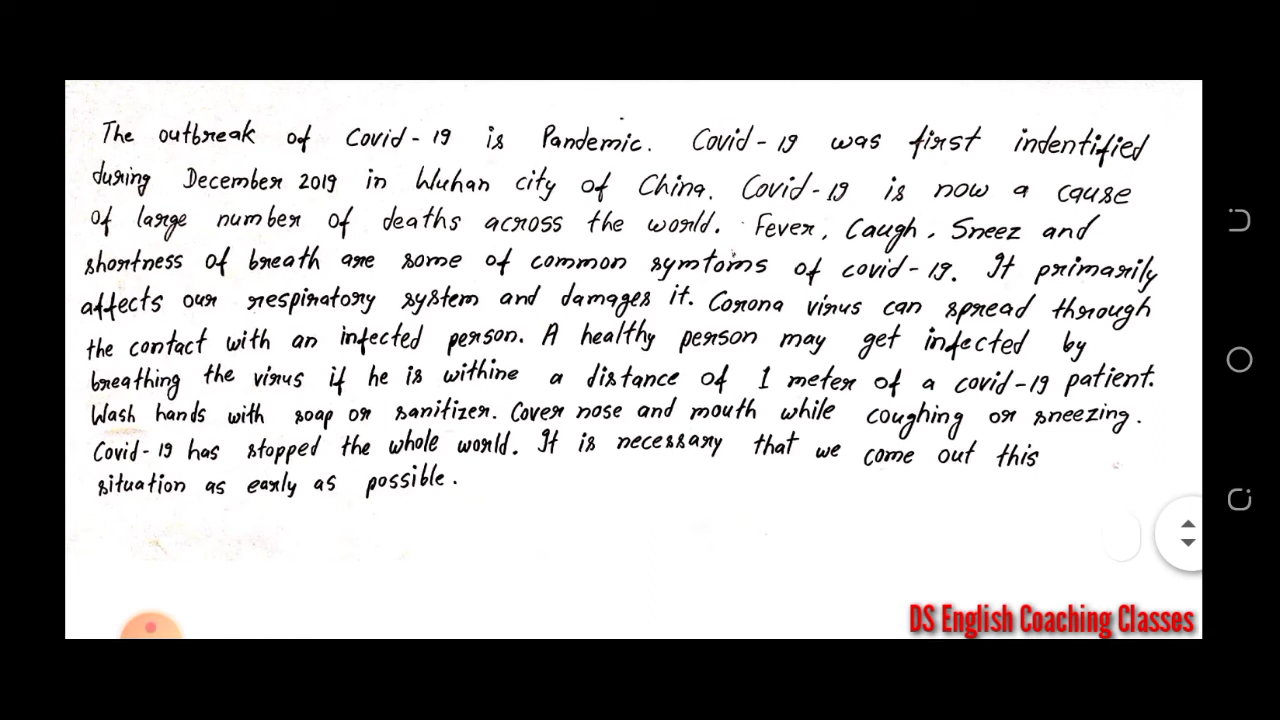 The outbreak of Covid-19 is Pandemic. Covid-19 was first indentified
during December 2019 in Wuhan city of China. Covid-19 is now a cause
of large number of deaths across the world. Fever, Caugh, Sneez and
shortness of breath are some of common symtoms of covid-19. It primarily
affects our respiratory system and damages it. Corona virus can spread through
the contact with an infected person. A healthy person may get infected by
breathing the virus if he is withine a distance of 1 meter of a covid-19 patient.
Wash hands with soap or sanitizer. Cover nose and mouth while coughing or sneezing.
Covid-19 has stopped the whole world. It is necessary that we come out this
situation as early as possible.
DS English Coaching Classes